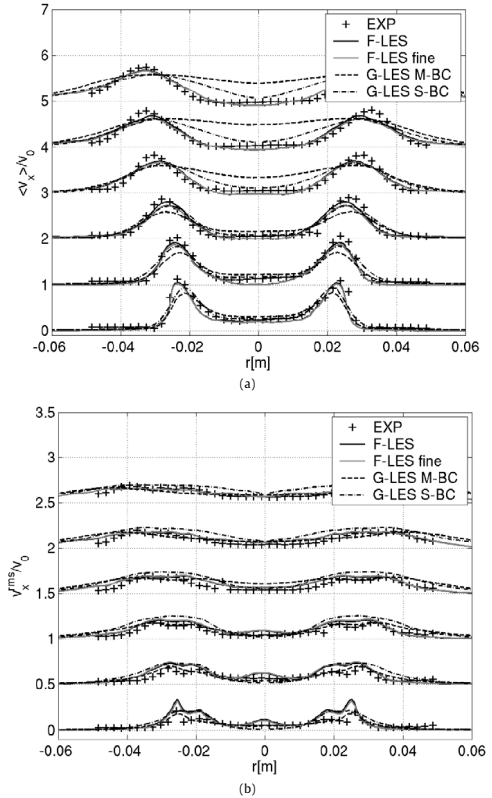 7
6
5
4
3
2
1
0
<v_x>/v_0
EXP
F-LES
F-LES fine
G-LES M-BC
G-LES S-BC
-0.06 -0.04 -0.02 0 0.02 0.04 0.06
r[m]
(a)
3.5
3
2.5
2
1.5
1
0.5
0
v_x^rms/v_0
EXP
F-LES
F-LES fine
G-LES M-BC
G-LES S-BC
-0.06 -0.04 -0.02 0 0.02 0.04 0.06
r[m]
(b)